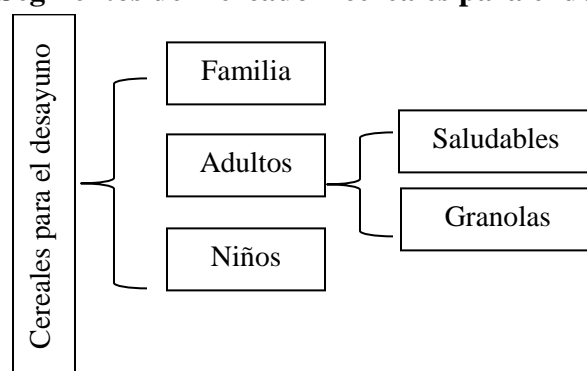 Cereales para el desayuno
Familia
Adultos
Niños
Saludables
Granolas